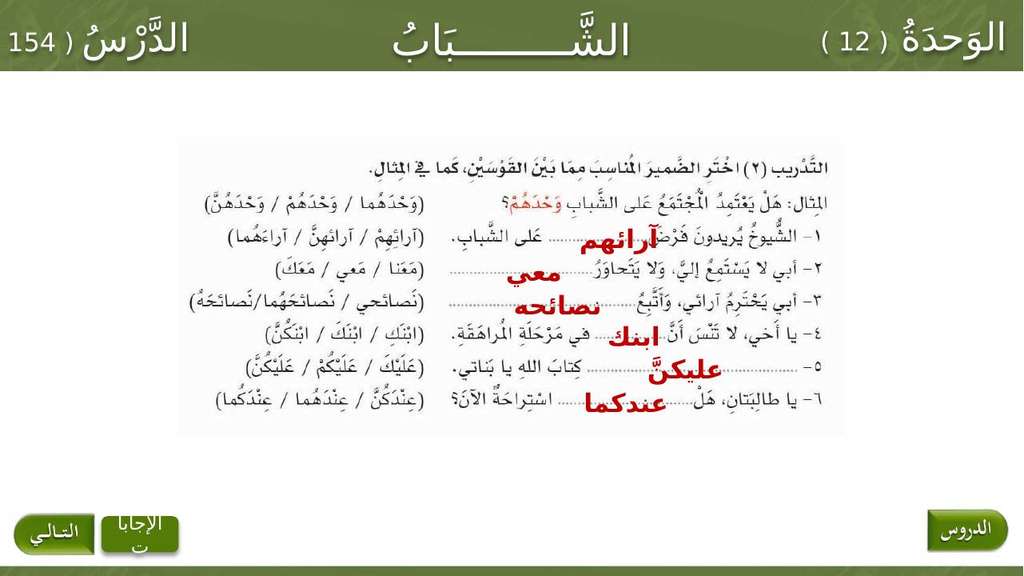 الوَحدَةُ ( 12 ) الشَّـــــــــبَابُ الدَّرْسُ ( 154
التَّدْريب (٢) اخْتَرِ الضَّميرَ المُناسِبَ مِمّا بَيْنَ القَوْسَيْنِ، كَما في المِثالِ.
المِثال: هَلْ يَعْتَمِدُ الْمُجْتَمَعُ عَلى الشَّبابِ وَحْدَهُمْ؟ (وَحْدَهُما / وَحْدَهُمْ / وَحْدَهُنَّ)
١- الشُّيوخُ يُريدونَ فَرْضَ آرائهم عَلى الشَّبابِ. (آرائِهِمْ / آرائهِنَّ / آراءَهُما)
٢- أبي لا يَسْتَمِعُ إليَّ، وَلا يَتَحاوَرُ معي (مَعَنا / مَعي / مَعَكَ)
٣- أبي يَحْتَرِمُ آرائي، وَأَتَّبِعُ نصائحه (نَصائحي / نَصائحَهُما/نَصائحَهُ)
٤- يا أَخي، لا تَنْسَ أَنَّ ابنك في مَرْحَلَةِ المُراهَقَةِ. (ابْنَكِ / ابْنَكَ / ابْنَكُنَّ)
٥- عليكنَّ كِتابَ اللهِ يا بَناتي. (عَلَيْكَ / عَلَيْكُمْ / عَلَيْكُنَّ)
٦- يا طالِبَتانِ، هَلْ عندكما اسْتِراحَةٌ الآنَ؟ (عِنْدَكُنَّ / عِنْدَهُما / عِنْدَكُما)
الدروس
الإجابات
التـالـي